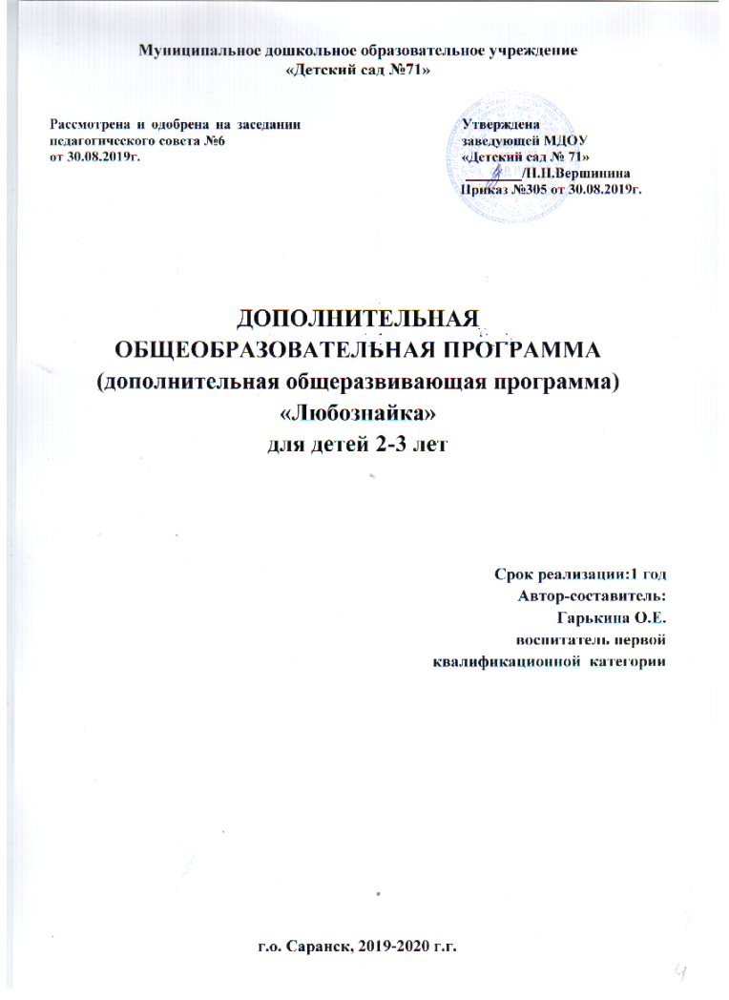 Муниципальное дошкольное образовательное учреждение
«Детский сад №71»
Рассмотрена и одобрена на заседании
педагогического совета №6
от 30.08.2019г.
Утверждена
заведующей МДОУ
«Детский сад № 71»
________/Н.Н.Вершинина
Приказ №305 от 30.08.2019г.
ДОПОЛНИТЕЛЬНАЯ
ОБЩЕОБРАЗОВАТЕЛЬНАЯ ПРОГРАММА
(дополнительная общеразвивающая программа)
«Любознайка»
для детей 2-3 лет
Срок реализации:1 год
Автор-составитель:
Гарькина О.Е.
воспитатель первой
квалификационной категории
г.о. Саранск, 2019-2020 г.г.